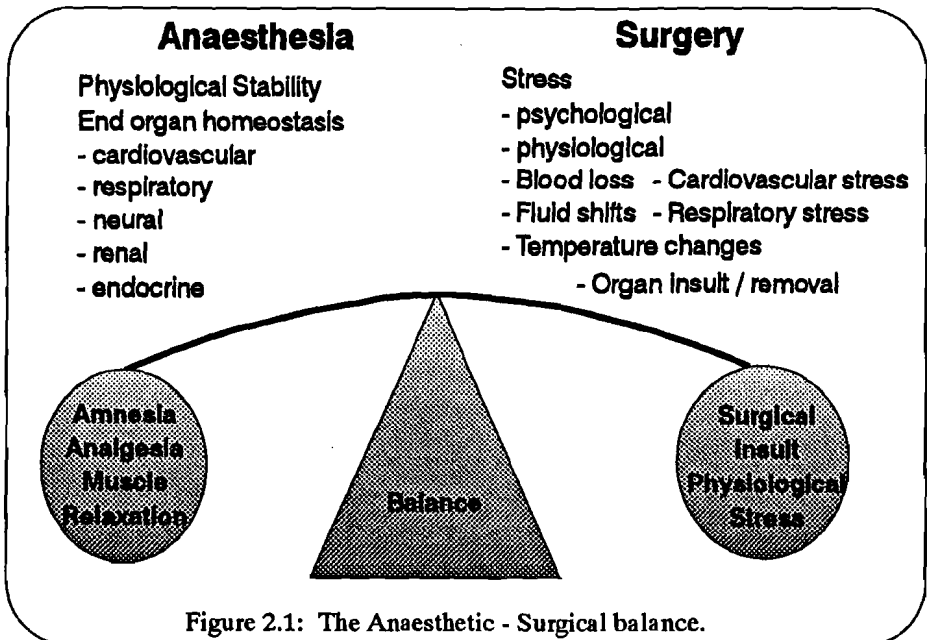 Anaesthesia
Physiological Stability
End organ homeostasis
- cardiovascular
- respiratory
- neural
- renal
- endocrine
Surgery
Stress
- psychological
- physiological
- Blood loss - Cardiovascular stress
- Fluid shifts - Respiratory stress
- Temperature changes
- Organ insult / removal
Amnesia
Analgesia
Muscle
Relaxation
Balance
Surgical
Insult
Physiological
Stress
Figure 2.1: The Anaesthetic - Surgical balance.